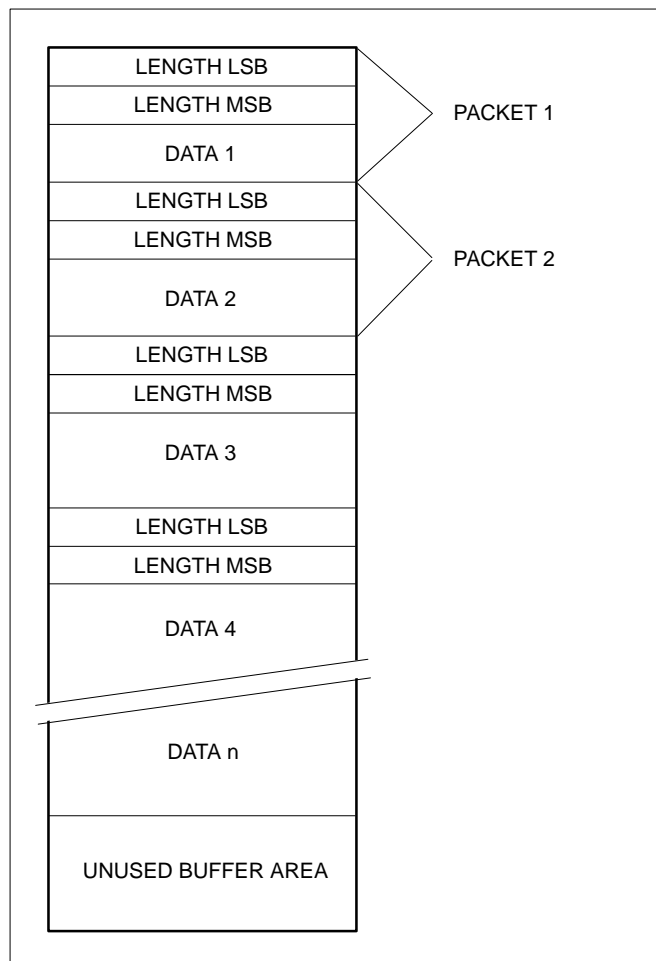 LENGTH LSB
LENGTH MSB
PACKET 1
DATA 1
LENGTH LSB
LENGTH MSB
PACKET 2
DATA 2
LENGTH LSB
LENGTH MSB
DATA 3
LENGTH LSB
LENGTH MSB
DATA 4
DATA n
UNUSED BUFFER AREA